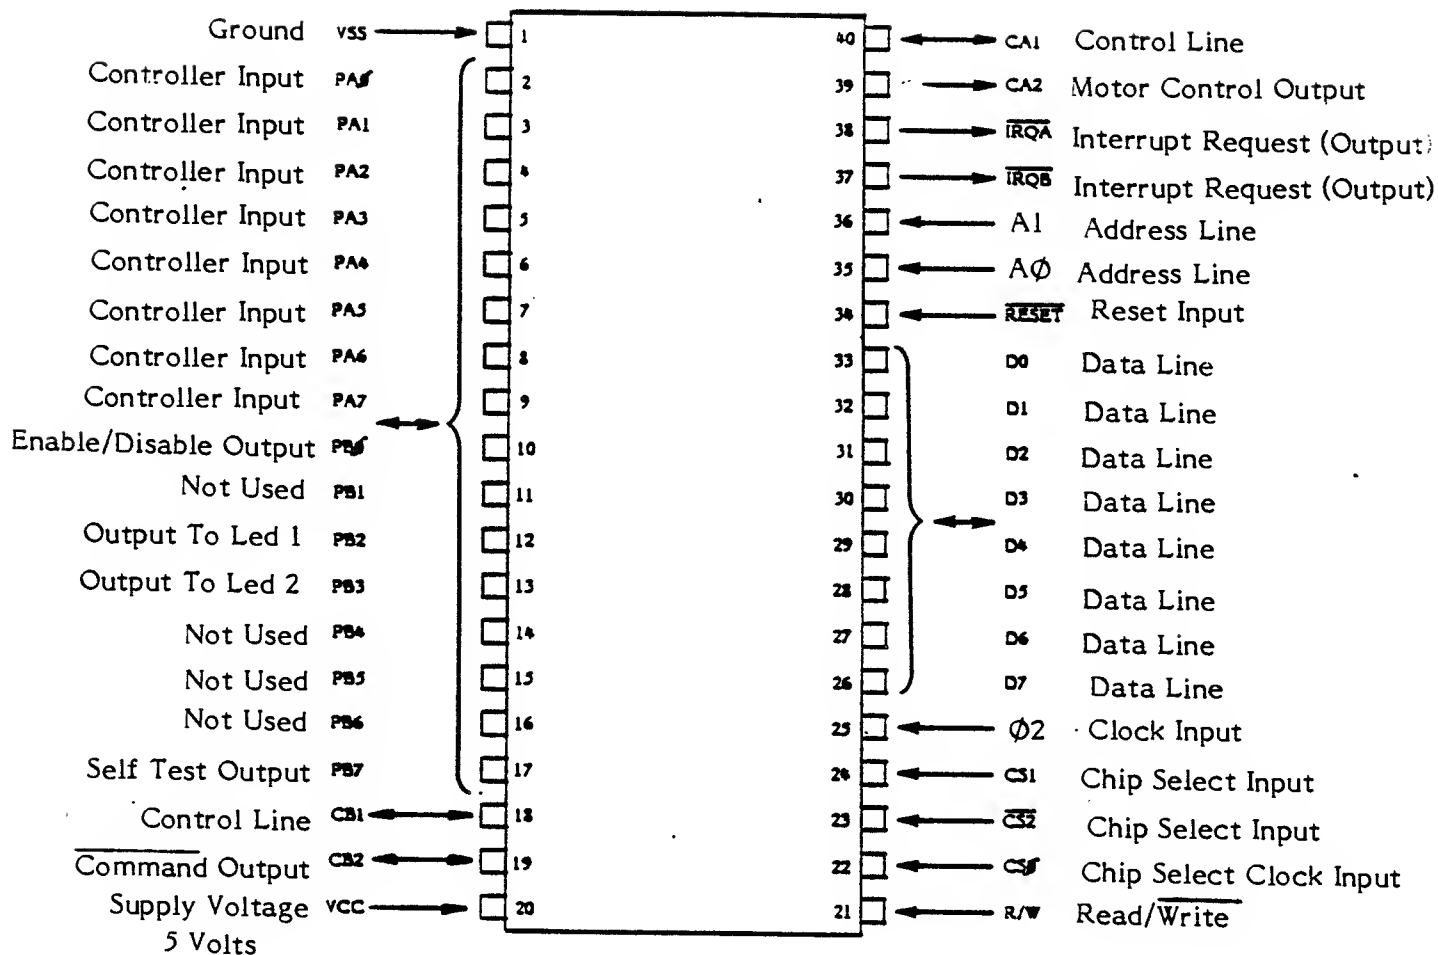 Ground VSS 1
Controller Input PA0 2
Controller Input PA1 3
Controller Input PA2 4
Controller Input PA3 5
Controller Input PA4 6
Controller Input PA5 7
Controller Input PA6 8
Controller Input PA7 9
Enable/Disable Output PB0 10
Not Used PB1 11
Output To Led 1 PB2 12
Output To Led 2 PB3 13
Not Used PB4 14
Not Used PB5 15
Not Used PB6 16
Self Test Output PB7 17
Control Line CB1 18
Command Output CB2 19
Supply Voltage VCC 20
5 Volts
40 CA1 Control Line
39 CA2 Motor Control Output
38 IRQA Interrupt Request (Output)
37 IRQB Interrupt Request (Output)
36 A1 Address Line
35 AØ Address Line
34 RESET Reset Input
33 D0 Data Line
32 D1 Data Line
31 D2 Data Line
30 D3 Data Line
29 D4 Data Line
28 D5 Data Line
27 D6 Data Line
26 D7 Data Line
25 Ø2 Clock Input
24 CS1 Chip Select Input
23 CS2 Chip Select Input
22 CS0 Chip Select Clock Input
21 R/W Read/Write